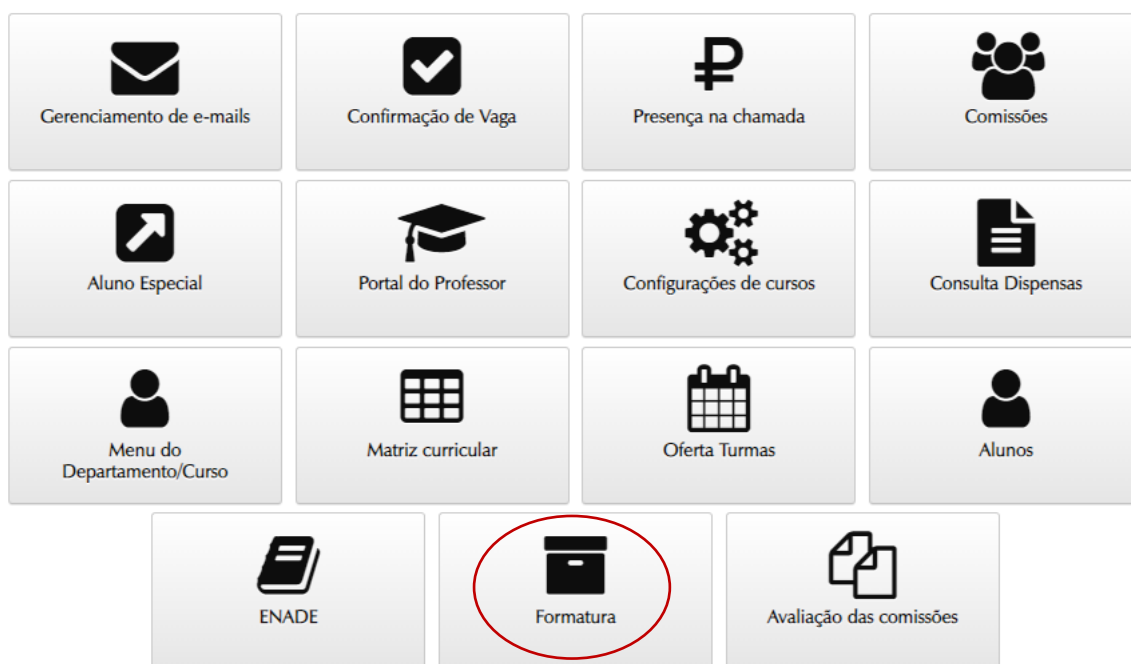 Gerenciamento de e-mails
Confirmação de Vaga
Presença na chamada
Comissões
Aluno Especial
Portal do Professor
Configurações de cursos
Consulta Dispensas
Menu do
Departamento/Curso
Matriz curricular
Oferta Turmas
Alunos
ENADE
Formatura
Avaliação das comissões